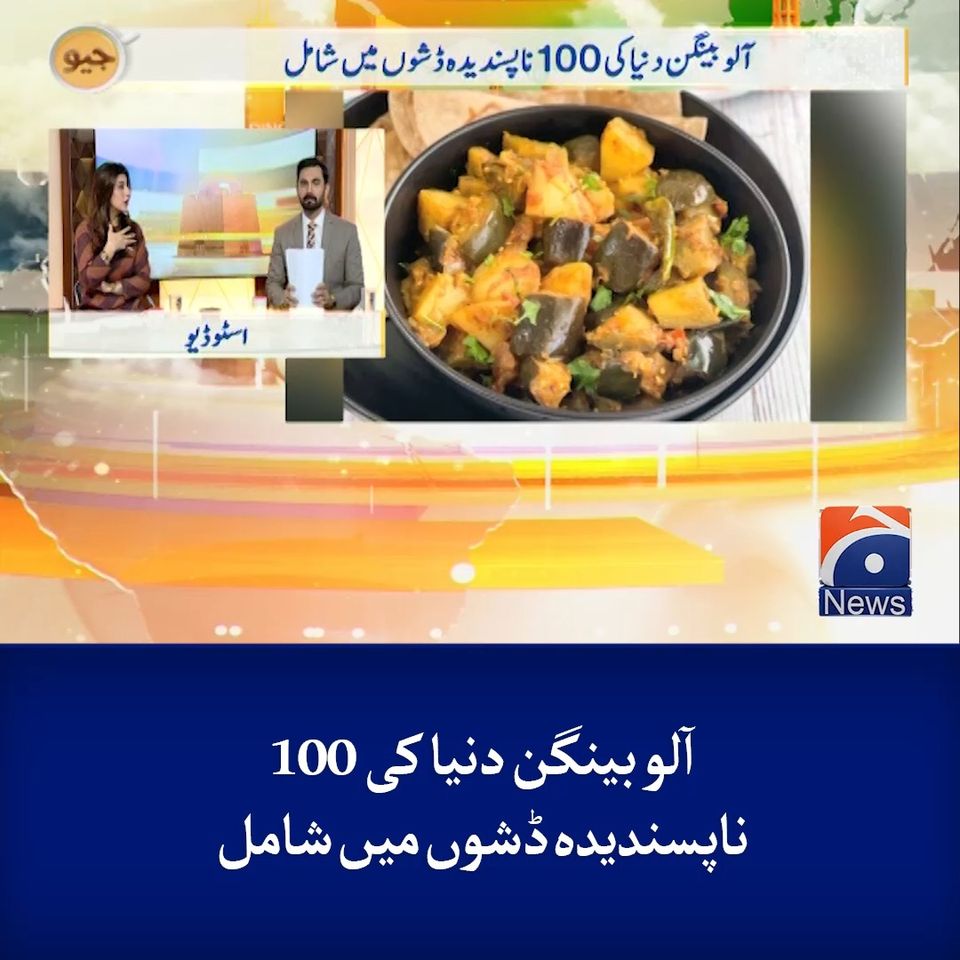 جیو
آلو بینگن دنیا کی 100 ناپسندیدہ ڈشوں میں شامل
اسٹوڈیو
News
آلو بینگن دنیا کی 100
ناپسندیدہ ڈشوں میں شامل